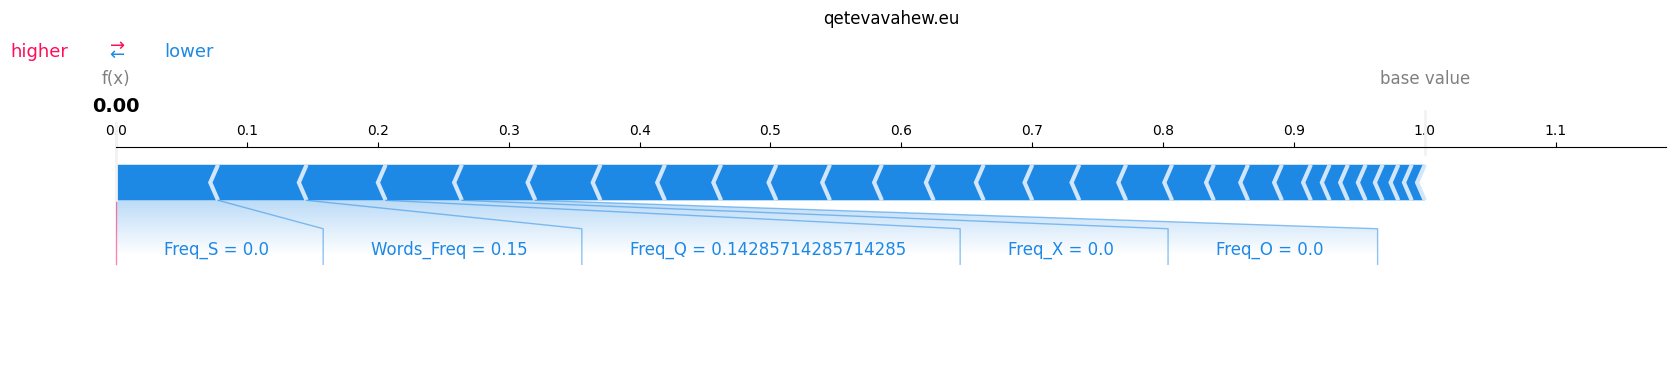 qetevavahew.eu
higher ⇄ lower
f(x) base value
0.00
0.0 0.1 0.2 0.3 0.4 0.5 0.6 0.7 0.8 0.9 1.0 1.1
Freq_S = 0.0 Words_Freq = 0.15 Freq_Q = 0.14285714285714285 Freq_X = 0.0 Freq_O = 0.0